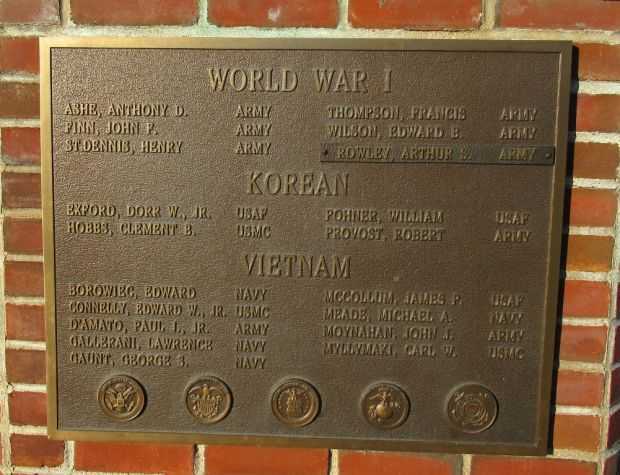 WORLD WAR I
ASHE, ANTHONY D. ARMY
FINN, JOHN F. ARMY
ST.DENNIS, HENRY ARMY
THOMPSON, FRANCIS ARMY
WILSON, EDWARD B. ARMY
ROWLEY, ARTHUR S. ARMY
KOREAN
EXFORD, DORR W., JR. USAF
HOBBS, CLEMENT B. USMC
POHNER, WILLIAM USAF
PROVOST, ROBERT ARMY
VIETNAM
BOROWIEC, EDWARD NAVY
CONNELLY, EDWARD W., JR. USMC
D'AMATO, PAUL L., JR. ARMY
GALLERANI, LAWRENCE NAVY
GAUNT, GEORGE S. NAVY
MCCOLLUM, JAMES P. USAF
MEADE, MICHAEL A. NAVY
MOYNAHAN, JOHN J. ARMY
MYLLYMAKI, CARL W. USMC